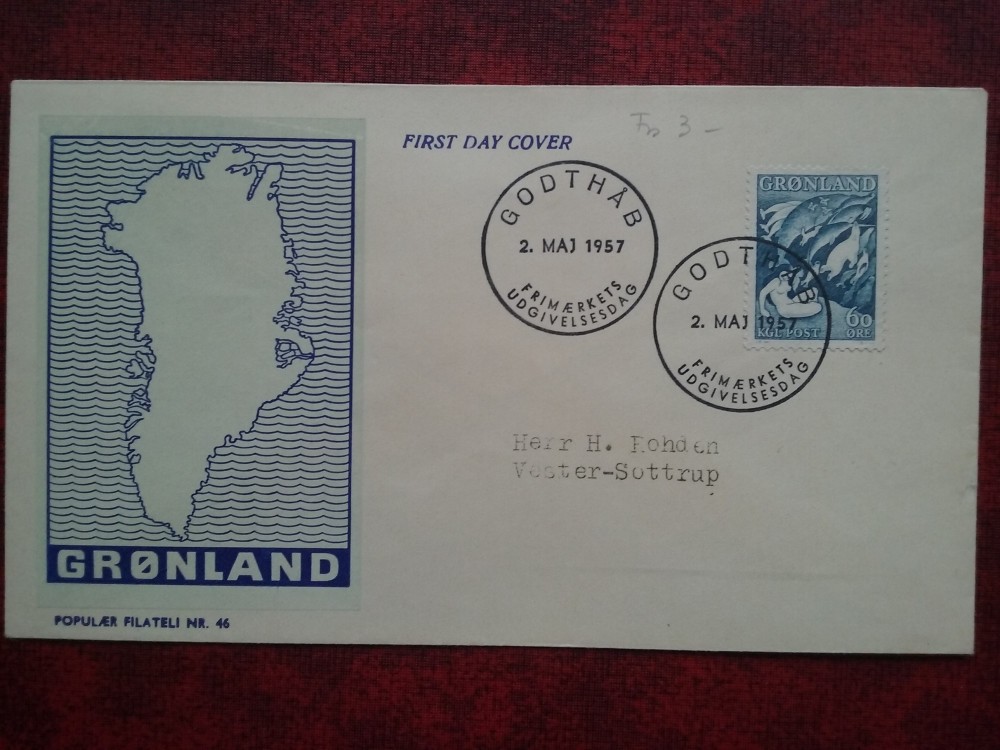 FIRST DAY COVER
3 –
GODTHÅB
2. MAJ 1957
FRIMÆRKETS
UDGIVELSESDAG
GRØNLAND
KGL POST
60
ØRE
GODTHÅB
2. MAJ 1957
FRIMÆRKETS
UDGIVELSESDAG
Herr H. Rohden
Vester-Sottrup
GRØNLAND
POPULÆR FILATELI NR. 46